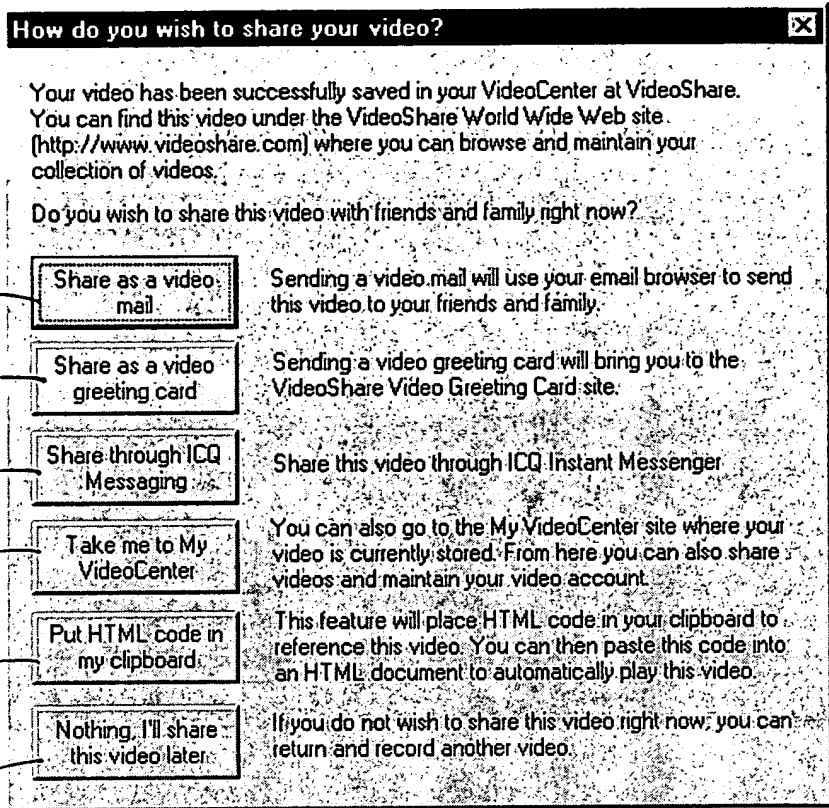 How do you wish to share your video?
Your video has been successfully saved in your VideoCenter at VideoShare.
You can find this video under the VideoShare World Wide Web site
(http://www.videoshare.com) where you can browse and maintain your
collection of videos.
Do you wish to share this video with friends and family right now?
Share as a video
mail
Sending a video mail will use your email browser to send
this video to your friends and family.
Share as a video
greeting card
Sending a video greeting card will bring you to the
VideoShare Video Greeting Card site.
Share through ICQ
Messaging
Share this video through ICQ Instant Messenger
Take me to My
VideoCenter
You can also go to the My VideoCenter site where your
video is currently stored. From here you can also share
videos and maintain your video account.
Put HTML code in
my clipboard
This feature will place HTML code in your clipboard to
reference this video. You can then paste this code into
an HTML document to automatically play this video.
Nothing, I'll share
this video later
If you do not wish to share this video right now, you can
return and record another video.